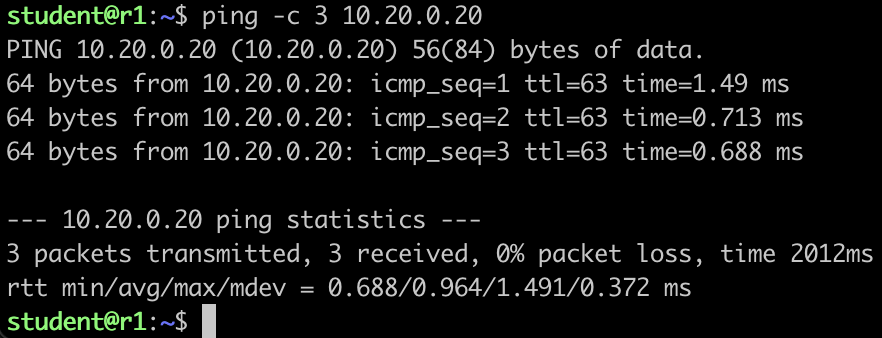 student@r1:~$ ping -c 3 10.20.0.20
PING 10.20.0.20 (10.20.0.20) 56(84) bytes of data.
64 bytes from 10.20.0.20: icmp_seq=1 ttl=63 time=1.49 ms
64 bytes from 10.20.0.20: icmp_seq=2 ttl=63 time=0.713 ms
64 bytes from 10.20.0.20: icmp_seq=3 ttl=63 time=0.688 ms

--- 10.20.0.20 ping statistics ---
3 packets transmitted, 3 received, 0% packet loss, time 2012ms
rtt min/avg/max/mdev = 0.688/0.964/1.491/0.372 ms
student@r1:~$